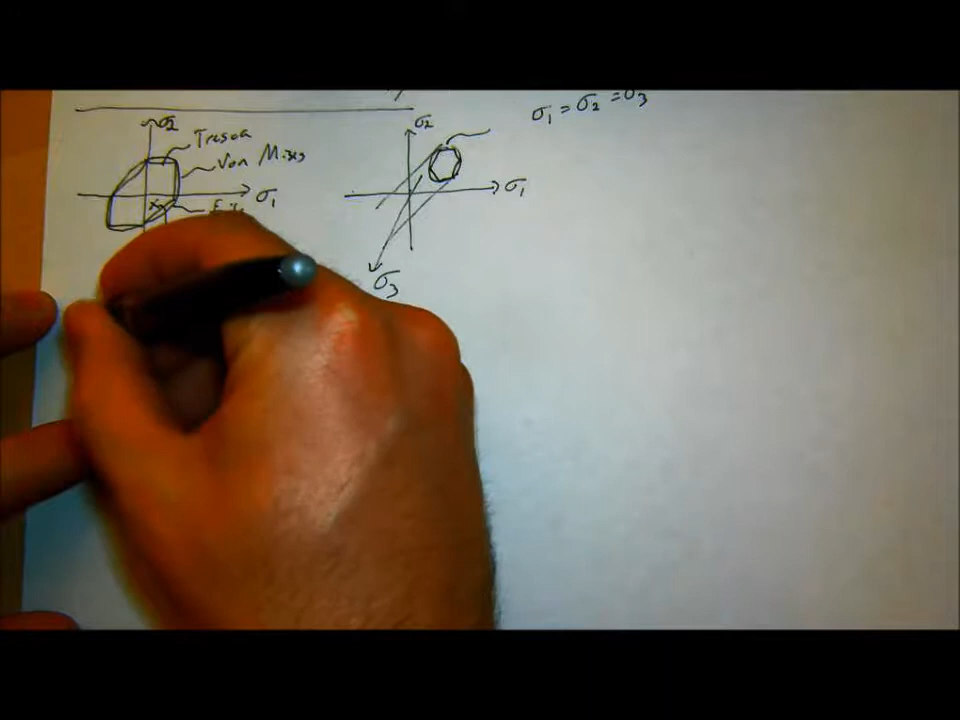 σ1 = σ2 = σ3
σ2
Tresca
Von Mises
σ1
σ2
σ1
σ3